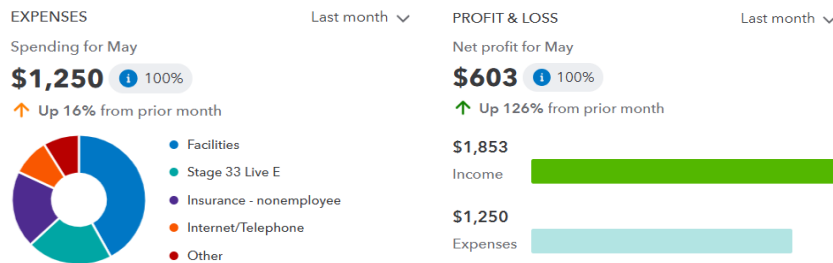 EXPENSES
Last month
Spending for May
$1,250 i 100%
Up 16% from prior month
Facilities
Stage 33 Live E
Insurance - nonemployee
Internet/Telephone
Other
PROFIT & LOSS
Last month
Net profit for May
$603 i 100%
Up 126% from prior month
$1,853
Income
$1,250
Expenses